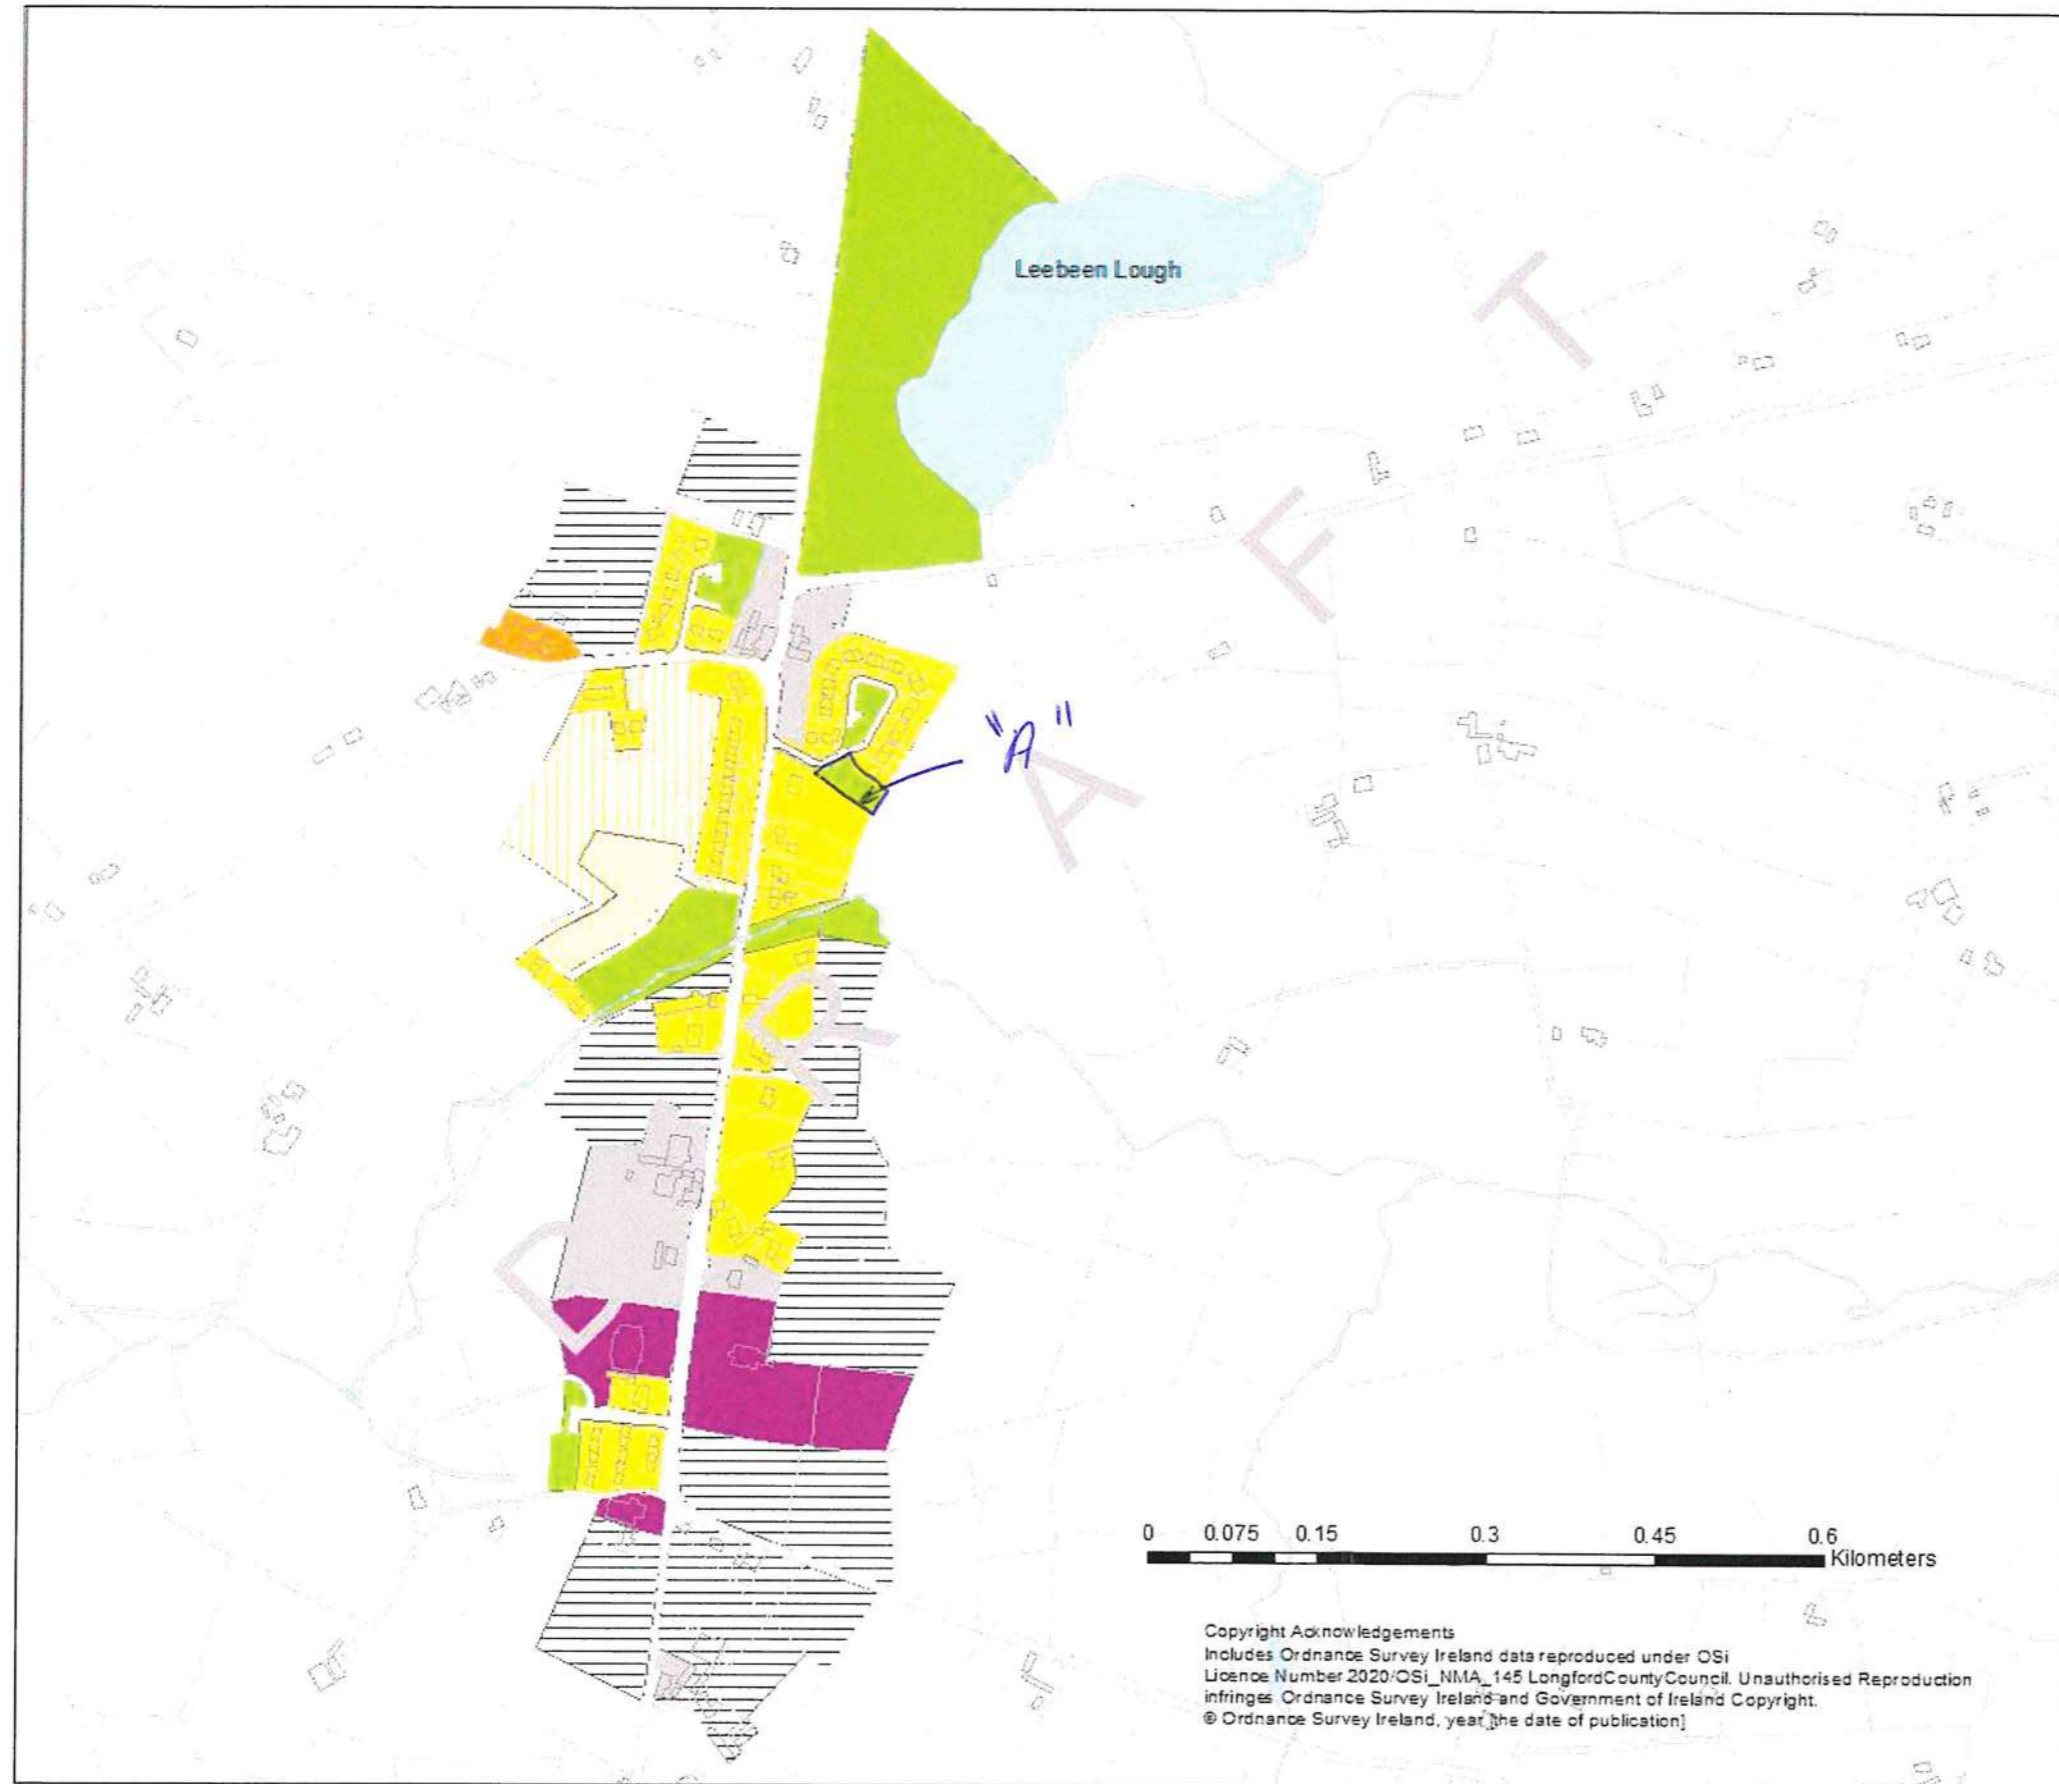 Leebeen Lough
"A"
D R A F T
0 0.075 0.15 0.3 0.45 0.6
Kilometers
Copyright Acknowledgements
Includes Ordnance Survey Ireland data reproduced under OSi
Licence Number 2020/OSi_NMA_145 LongfordCountyCouncil. Unauthorised Reproduction
infringes Ordnance Survey Ireland and Government of Ireland Copyright.
© Ordnance Survey Ireland, year [the date of publication]